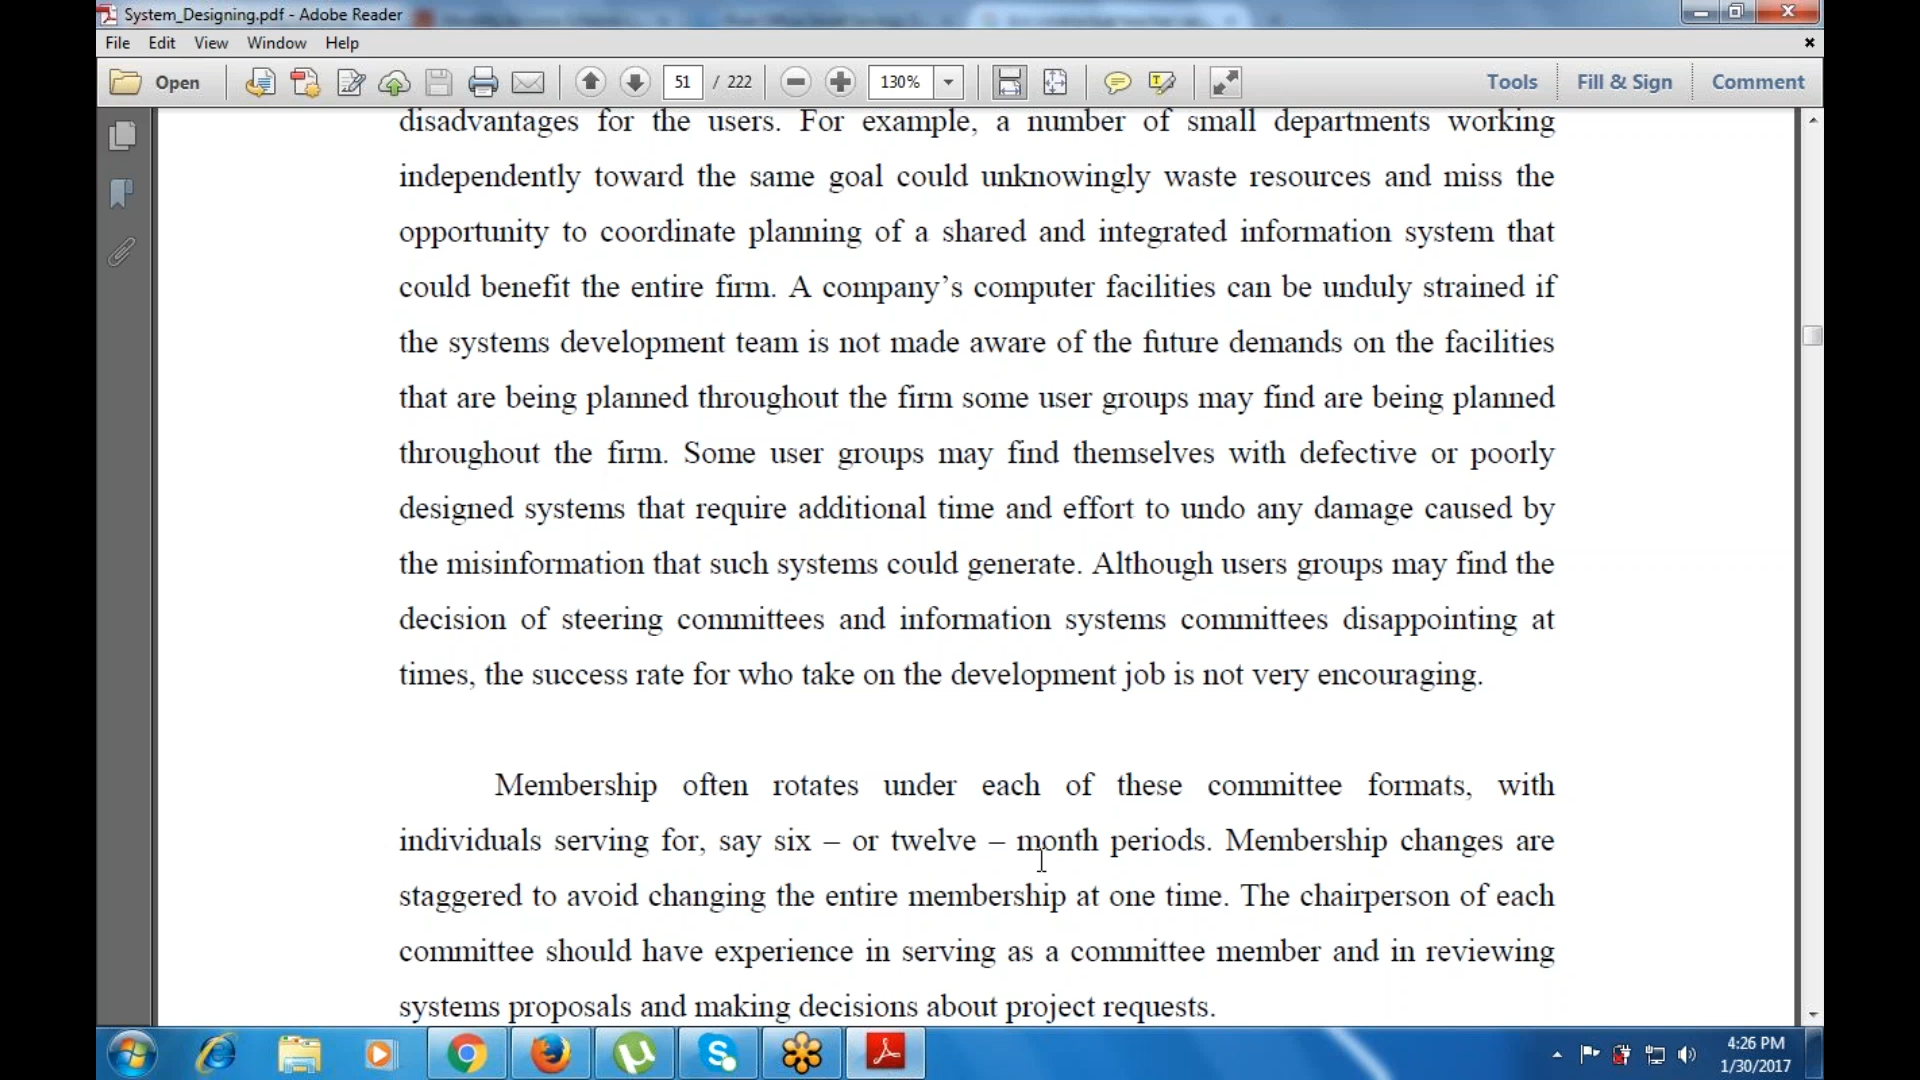 System_Designing.pdf - Adobe Reader
File Edit View Window Help
Open 51 / 222 130% Tools Fill & Sign Comment
disadvantages for the users. For example, a number of small departments working
independently toward the same goal could unknowingly waste resources and miss the
opportunity to coordinate planning of a shared and integrated information system that
could benefit the entire firm. A company’s computer facilities can be unduly strained if
the systems development team is not made aware of the future demands on the facilities
that are being planned throughout the firm some user groups may find are being planned
throughout the firm. Some user groups may find themselves with defective or poorly
designed systems that require additional time and effort to undo any damage caused by
the misinformation that such systems could generate. Although users groups may find the
decision of steering committees and information systems committees disappointing at
times, the success rate for who take on the development job is not very encouraging.
Membership often rotates under each of these committee formats, with
individuals serving for, say six – or twelve – month periods. Membership changes are
staggered to avoid changing the entire membership at one time. The chairperson of each
committee should have experience in serving as a committee member and in reviewing
systems proposals and making decisions about project requests.
4:26 PM
1/30/2017